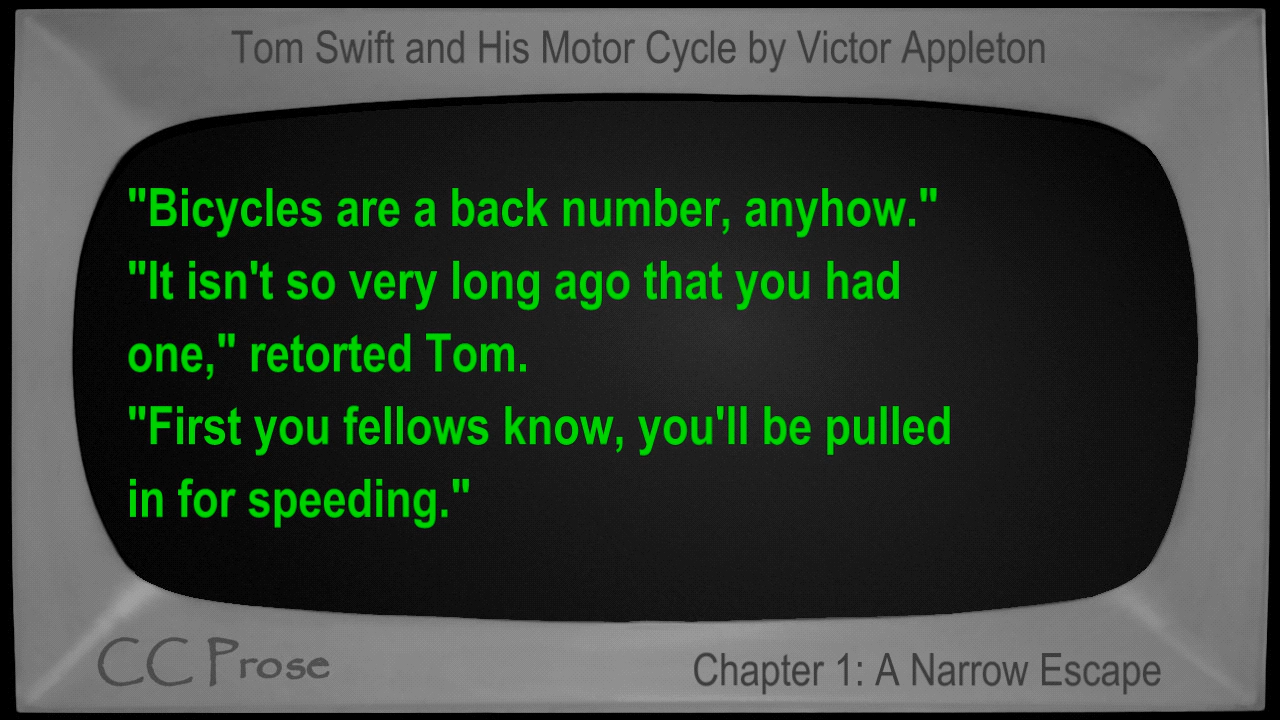 Tom Swift and His Motor Cycle by Victor Appleton
"Bicycles are a back number, anyhow."
"It isn't so very long ago that you had
one," retorted Tom.
"First you fellows know, you'll be pulled
in for speeding."
CC Prose
Chapter 1: A Narrow Escape